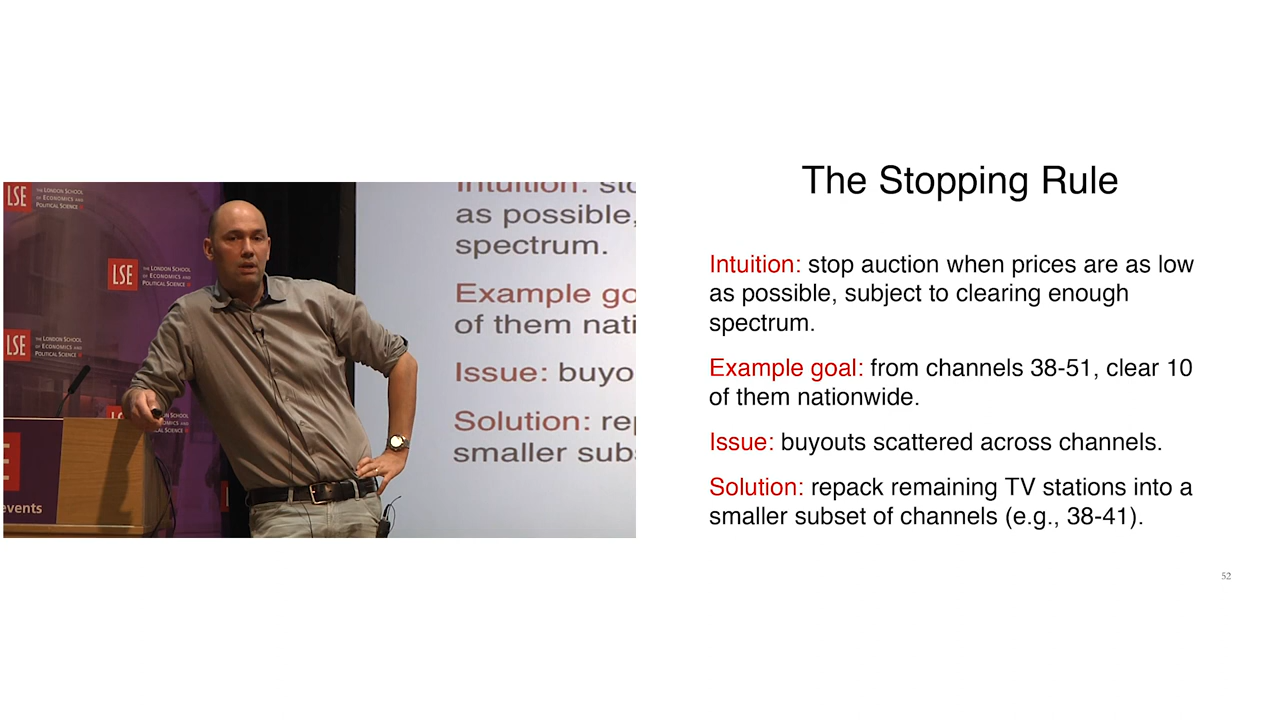 LSE THE LONDON SCHOOL
OF ECONOMICS AND
POLITICAL SCIENCE
LSE THE LONDON SCHOOL
OF ECONOMICS AND
POLITICAL SCIENCE
LSE THE LONDON SCHOOL
OF ECONOMICS AND
POLITICAL SCIENCE
events
Intuition: sto
as possible,
spectrum.
Example go
of them nati
Issue: buyo
Solution: rep
smaller subs
The Stopping Rule
Intuition: stop auction when prices are as low
as possible, subject to clearing enough
spectrum.
Example goal: from channels 38-51, clear 10
of them nationwide.
Issue: buyouts scattered across channels.
Solution: repack remaining TV stations into a
smaller subset of channels (e.g., 38-41).
52